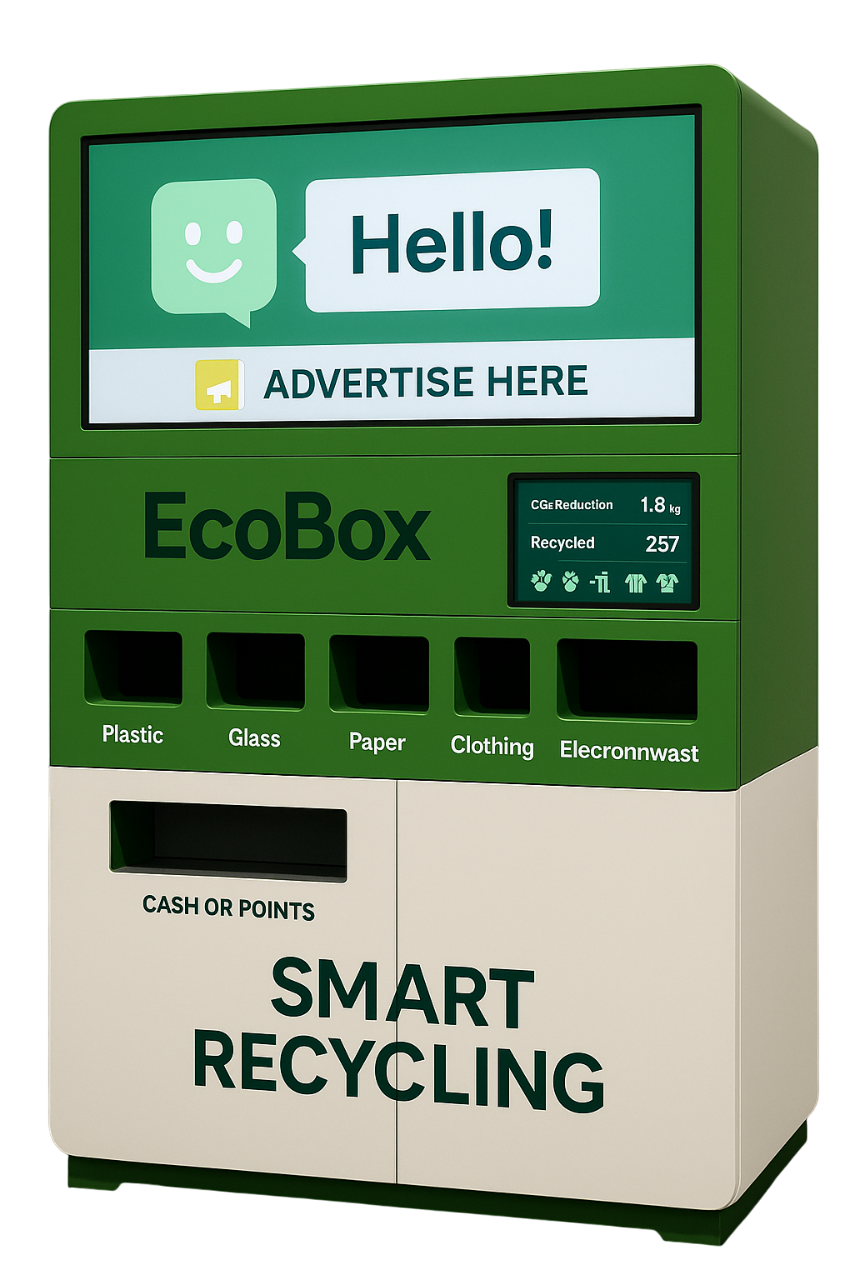 Hello!
ADVERTISE HERE
EcoBox
CGE Reduction 1.8 kg
Recycled 257
Plastic
Glass
Paper
Clothing
Elecronnwast
CASH OR POINTS
SMART
RECYCLING